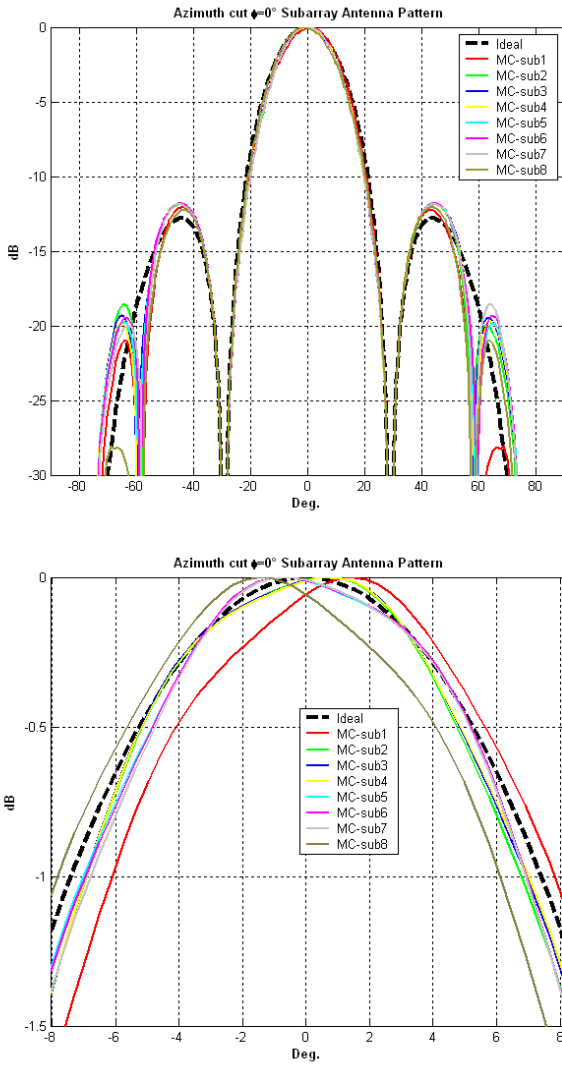 Azimuth cut ϕ=0° Subarray Antenna Pattern
0
-5
-10
-15
-20
-25
-30
dB
-80 -60 -40 -20 0 20 40 60 80
Deg.
Ideal
MC-sub1
MC-sub2
MC-sub3
MC-sub4
MC-sub5
MC-sub6
MC-sub7
MC-sub8
Azimuth cut ϕ=0° Subarray Antenna Pattern
0
-0.5
-1
-1.5
dB
-8 -6 -4 -2 0 2 4 6 8
Deg.
Ideal
MC-sub1
MC-sub2
MC-sub3
MC-sub4
MC-sub5
MC-sub6
MC-sub7
MC-sub8